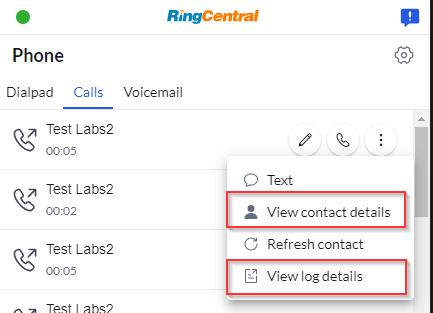 RingCentral
Phone
Dialpad Calls Voicemail
Test Labs2
00:05
Text
Test Labs2
00:02
View contact details
Refresh contact
Test Labs2
00:05
View log details
Test Labs2